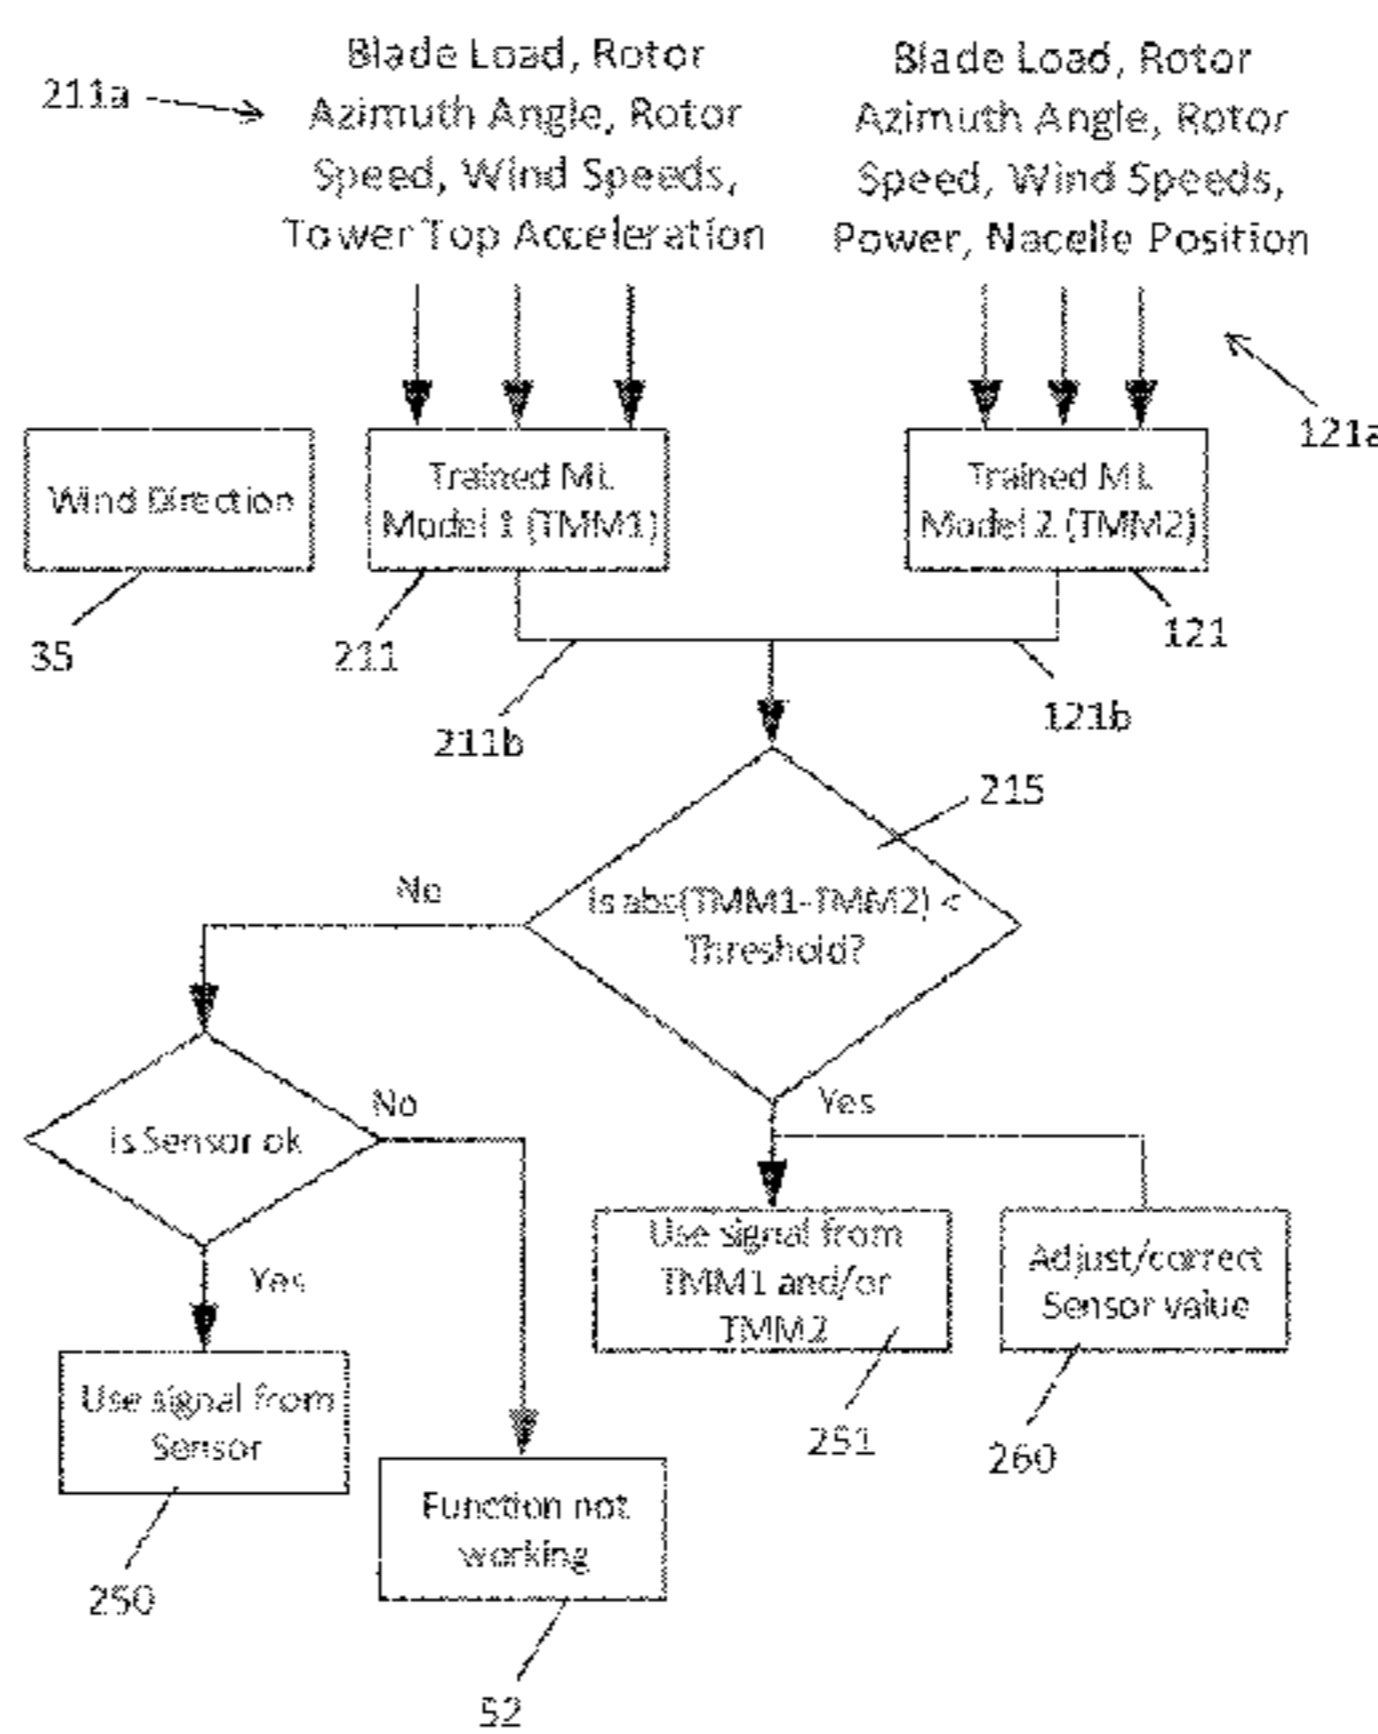 211a
Blade Load, Rotor
Azimuth Angle, Rotor
Speed, Wind Speeds,
Tower Top Acceleration
Blade Load, Rotor
Azimuth Angle, Rotor
Speed, Wind Speeds,
Power, Nacelle Position
121a
Wind Direction
Trained ML
Model 1 (TMM1)
Trained ML
Model 2 (TMM2)
35
211
121
211b
121b
215
Is abs(TMM1-TMM2) <
Threshold?
No
Yes
Is Sensor ok
No
Yes
Use signal from
TMM1 and/or
TMM2
Adjust/correct
Sensor value
251
260
Use signal from
Sensor
250
Function not
working
52